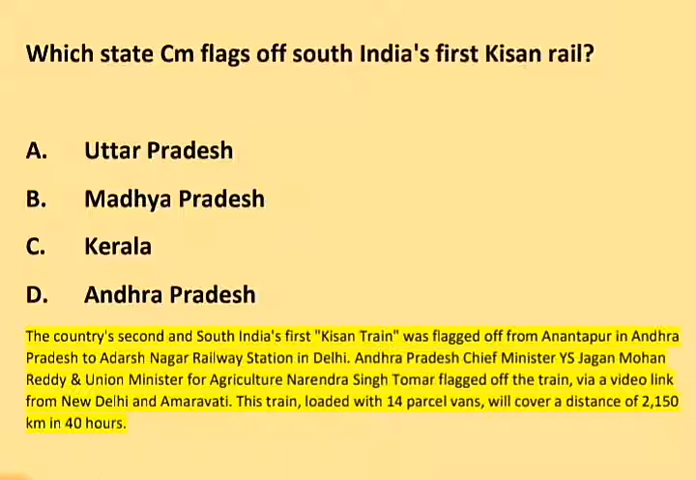 Which state Cm flags off south India's first Kisan rail?
A. Uttar Pradesh
B. Madhya Pradesh
C. Kerala
D. Andhra Pradesh
The country's second and South India's first "Kisan Train" was flagged off from Anantapur in Andhra
Pradesh to Adarsh Nagar Railway Station in Delhi. Andhra Pradesh Chief Minister YS Jagan Mohan
Reddy & Union Minister for Agriculture Narendra Singh Tomar flagged off the train, via a video link
from New Delhi and Amaravati. This train, loaded with 14 parcel vans, will cover a distance of 2,150
km in 40 hours.